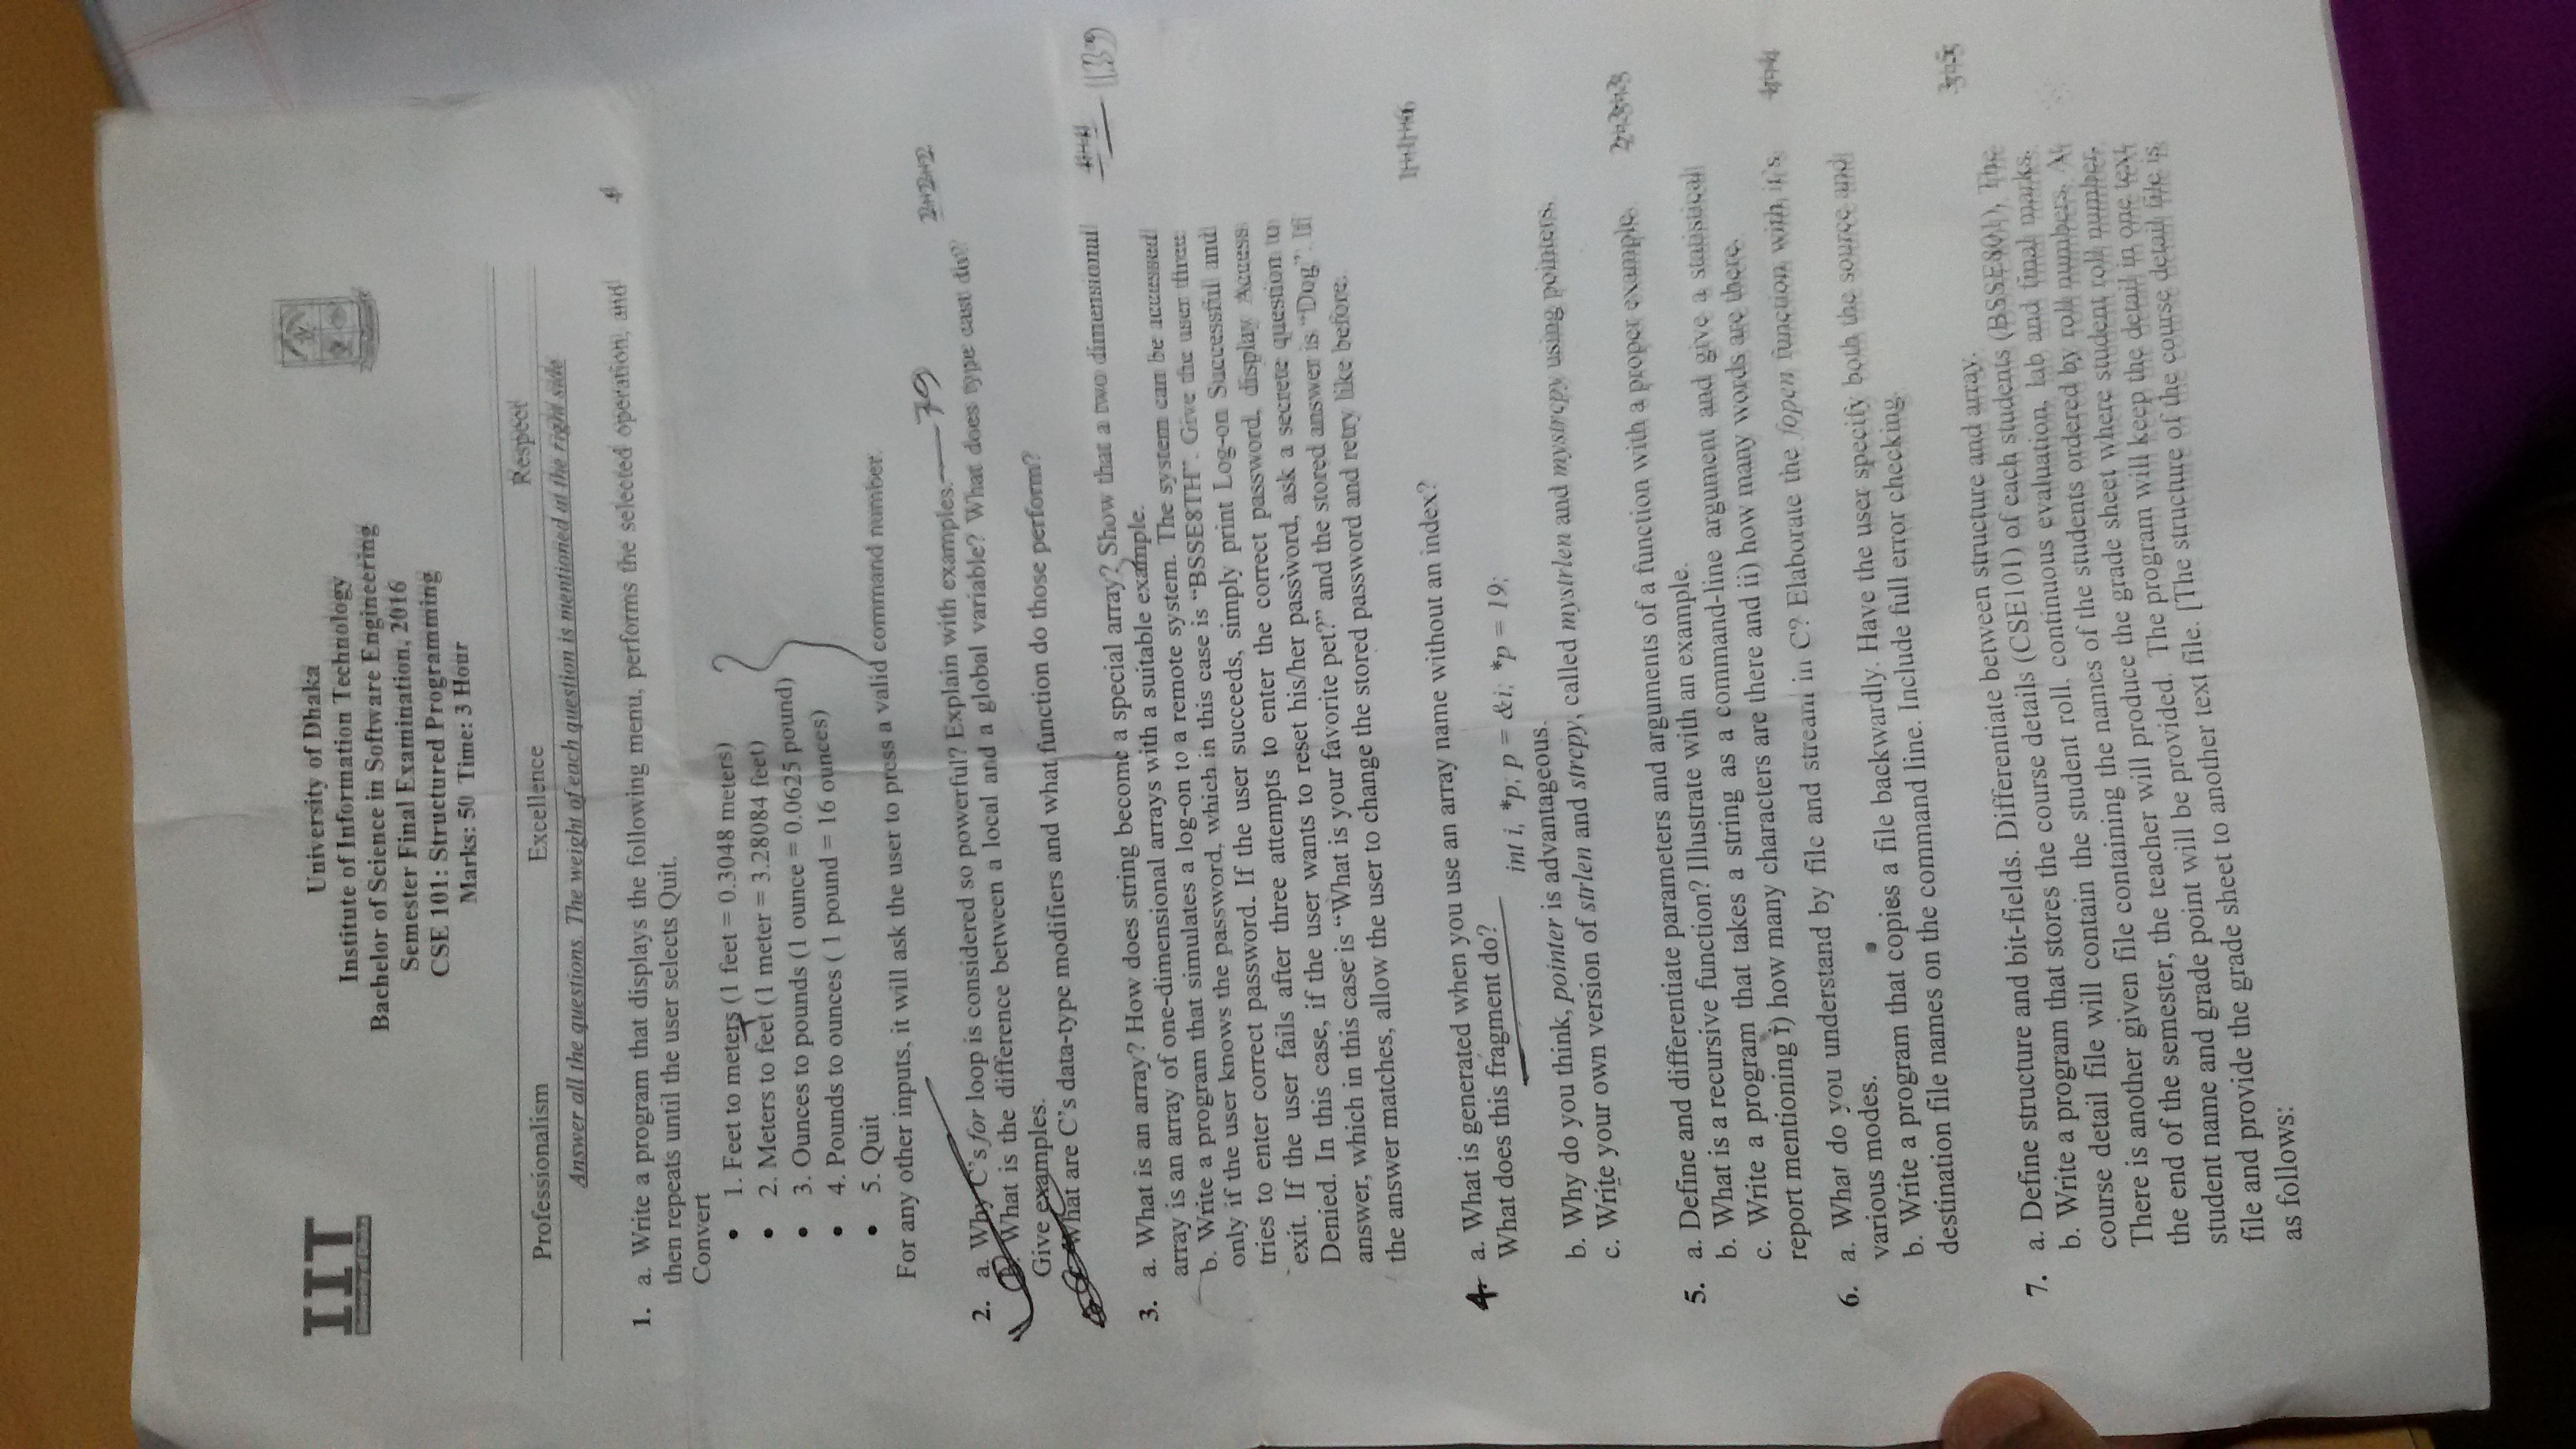 IIT
University of Dhaka
University of Dhaka
Institute of Information Technology
Bachelor of Science in Software Engineering
Semester Final Examination, 2016
CSE 101: Structured Programming
Marks: 50 Time: 3 Hour
Professionalism Excellence Respect
Answer all the questions. The weight of each question is mentioned at the right side
1. a. Write a program that displays the following menu, performs the selected operation, and 4
then repeats until the user selects Quit.
Convert
• 1. Feet to meters (1 feet = 0.3048 meters)
• 2. Meters to feet (1 meter = 3.28084 feet)
• 3. Ounces to pounds (1 ounce = 0.0625 pound)
• 4. Pounds to ounces ( 1 pound = 16 ounces)
• 5. Quit
For any other inputs, it will ask the user to press a valid command number.
2. a. Why C's for loop is considered so powerful? Explain with examples. — 79 2+2+2
b. What is the difference between a local and a global variable? What does type cast do?
Give examples.
c. What are C's data-type modifiers and what function do those perform?
3. a. What is an array? How does string become a special array? Show that a two dimensional 4+4
array is an array of one-dimensional arrays with a suitable example.
b. Write a program that simulates a log-on to a remote system. The system can be accessed
only if the user knows the password, which in this case is “BSSE8TH”. Give the user three
tries to enter correct password. If the user succeeds, simply print Log-on Successful and
exit. If the user fails after three attempts to enter the correct password, display Access
Denied. In this case, if the user wants to reset his/her password, ask a secrete question to
answer, which in this case is “What is your favorite pet?” and the stored answer is “Dog”. If
the answer matches, allow the user to change the stored password and retry like before.
1+1+6
4. a. What is generated when you use an array name without an index?
What does this fragment do?
int i, *p; p = &i; *p = 19;
b. Why do you think, pointer is advantageous.
c. Write your own version of strlen and strcpy, called mystrlen and mystrcpy using pointers.
5. a. Define and differentiate parameters and arguments of a function with a proper example. 2+3+3
b. What is a recursive function? Illustrate with an example.
c. Write a program that takes a string as a command-line argument and give a statistical
report mentioning i) how many characters are there and ii) how many words are there.
6. a. What do you understand by file and stream in C? Elaborate the fopen function with it's 4+4
various modes.
b. Write a program that copies a file backwardly. Have the user specify both the source and
destination file names on the command line. Include full error checking.
7. a. Define structure and bit-fields. Differentiate between structure and array. 3+5
b. Write a program that stores the course details (CSE101) of each students (BSSE801). The
course detail file will contain the student roll, continuous evaluation, lab and final marks.
There is another given file containing the names of the students ordered by roll numbers. At
the end of the semester, the teacher will produce the grade sheet where student roll number,
student name and grade point will be provided. The program will keep the detail in one text
file and provide the grade sheet to another text file. [The structure of the course detail file is
as follows: